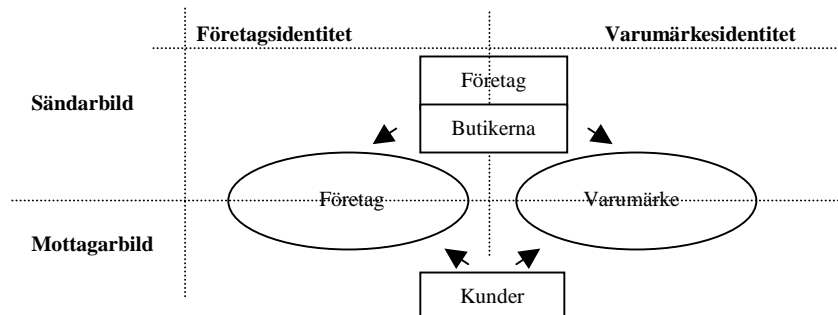 Företagsidentitet Varumärkesidentitet
Företag
Sändarbild
Butikerna
Företag Varumärke
Mottagarbild
Kunder